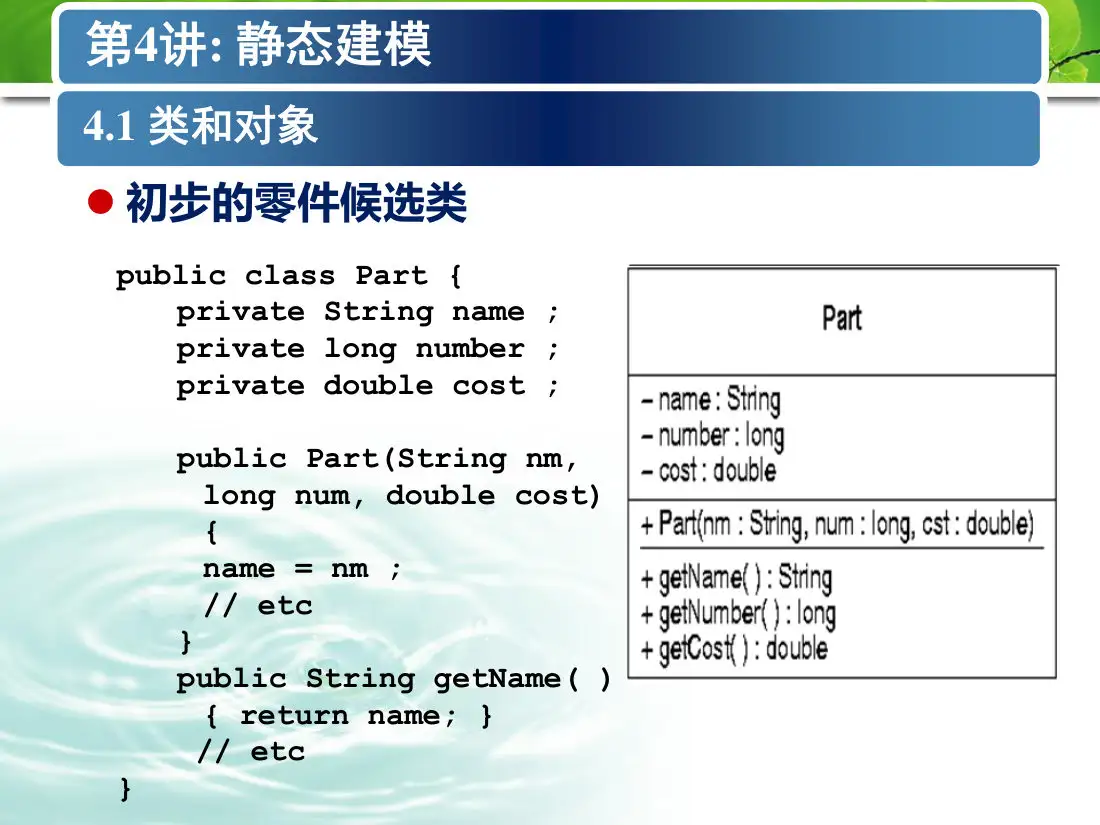 第4讲: 静态建模
4.1 类和对象
初步的零件候选类
public class Part {
private String name ;
private long number ;
private double cost ;
public Part(String nm,
long num, double cost)
{
name = nm ;
// etc
}
public String getName( )
{ return name; }
// etc
}
Part
– name : String
– number : long
– cost : double
+ Part(nm : String, num : long, cst : double)
+ getName( ) : String
+ getNumber( ) : long
+ getCost( ) : double